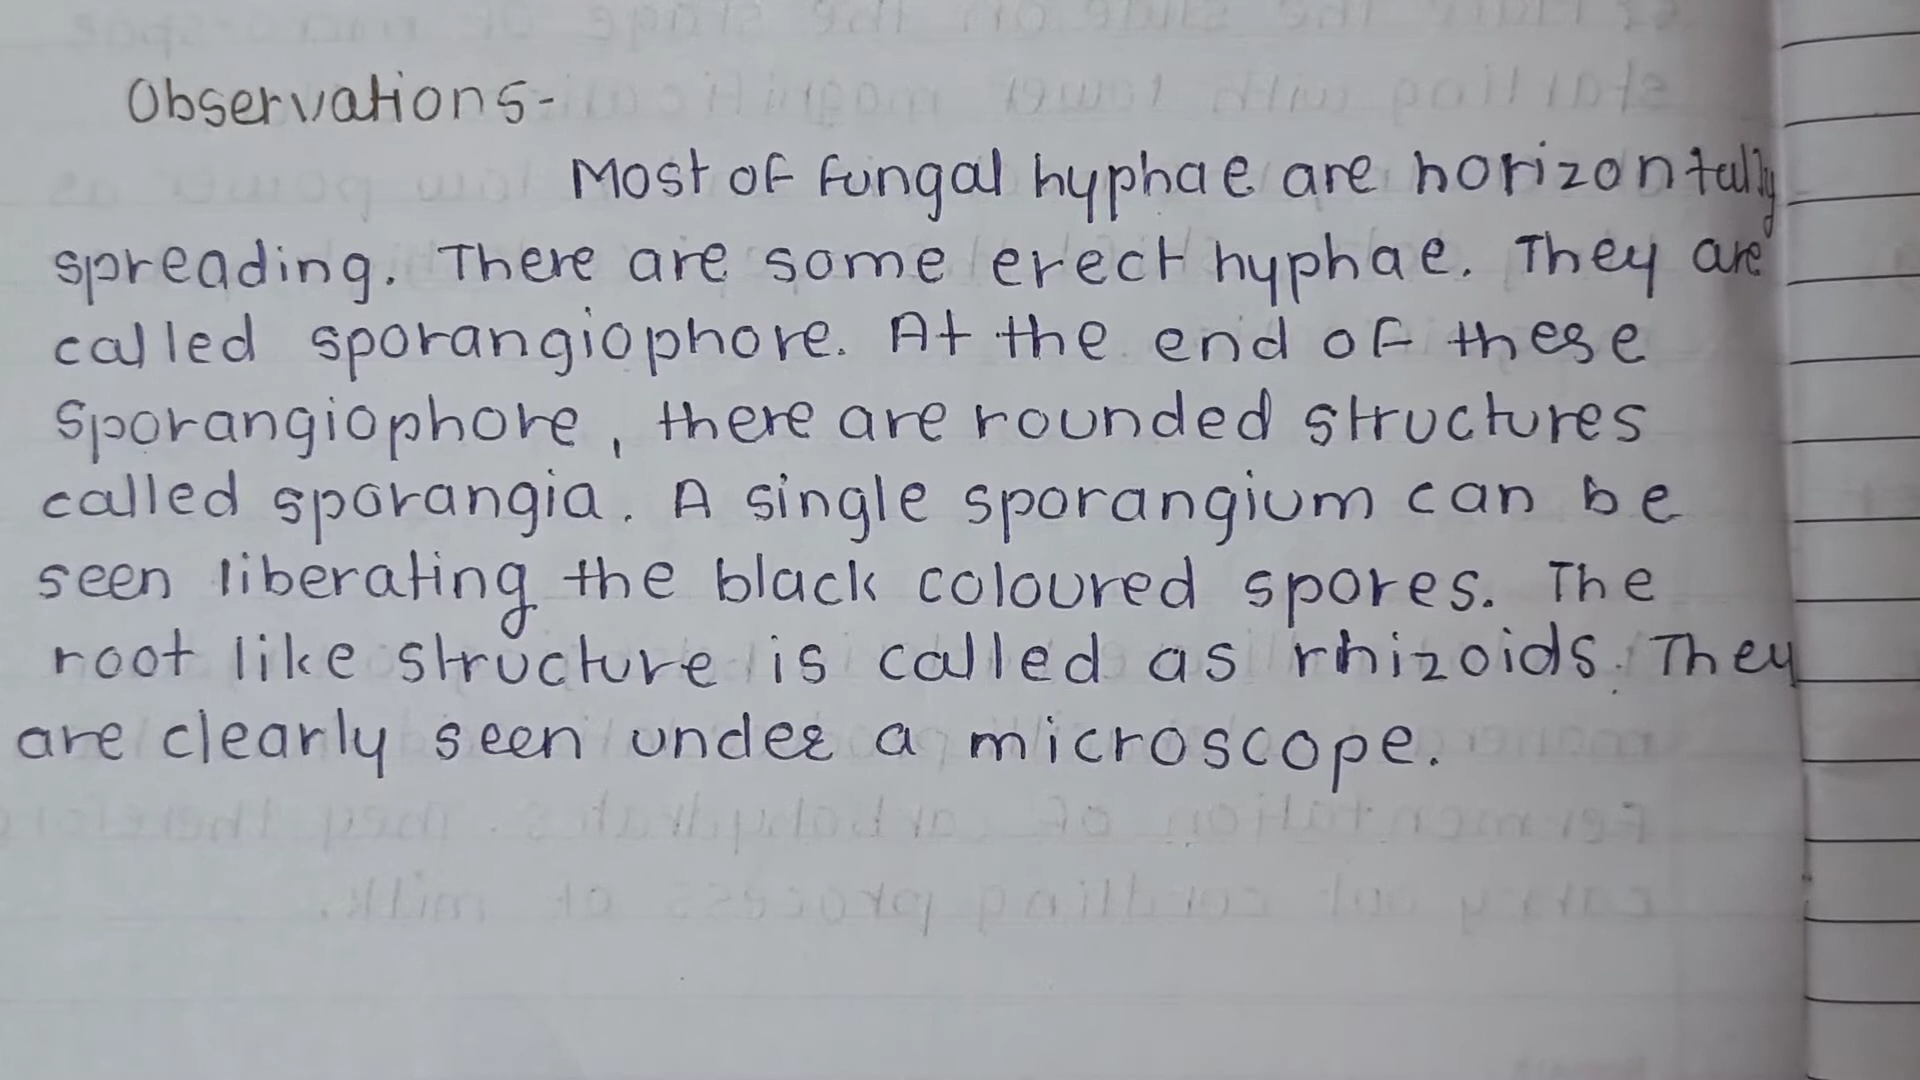 Observations-
Most of fungal hyphae are horizontally
spreading. There are some erect hyphae. They are
called sporangiophore. At the end of these
sporangiophore, there are rounded structures
called sporangia. A single sporangium can be
seen liberating the black coloured spores. The
root like structure is called as rhizoids. They
are clearly seen under a microscope.